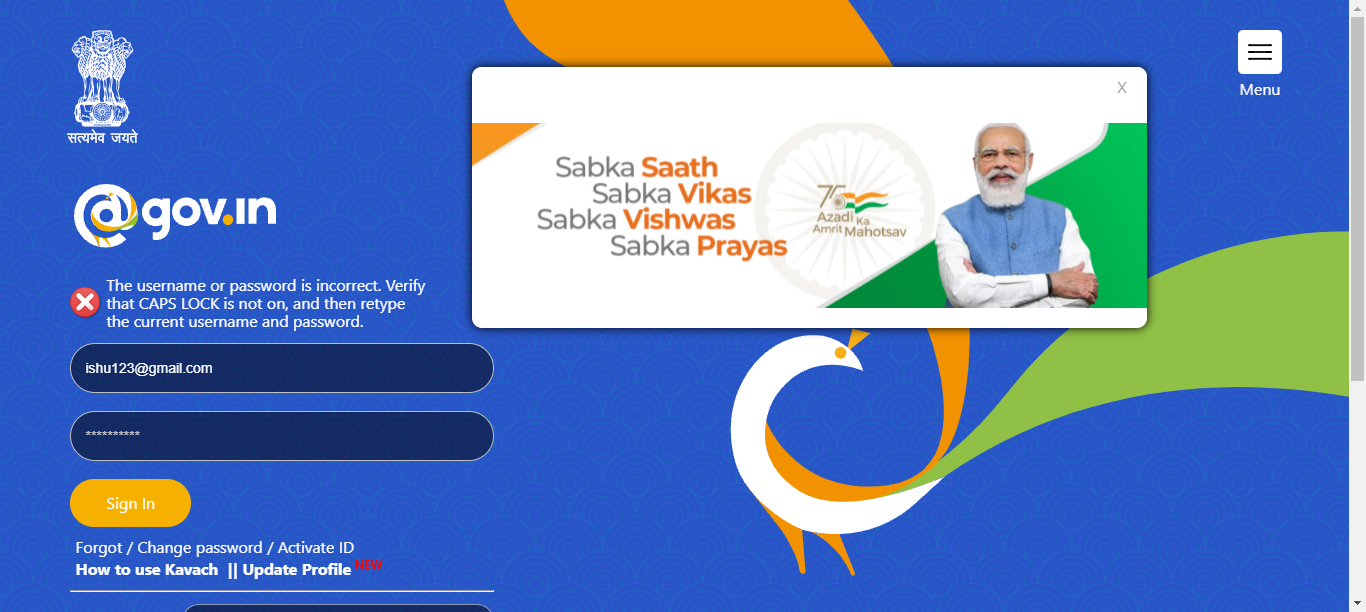 सत्यमेव जयते
Menu
X
Sabka Saath
Sabka Vikas
Sabka Vishwas
Sabka Prayas
75
Azadi Ka
Amrit Mahotsav
@gov.in
The username or password is incorrect. Verify
that CAPS LOCK is not on, and then retype
the current username and password.
ishu123@gmail.com
**********
Sign In
Forgot / Change password / Activate ID
How to use Kavach || Update Profile NEW